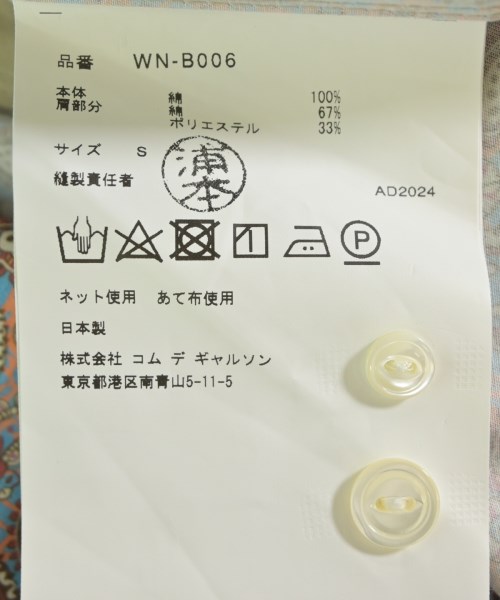 品番 WN-B006
本体 綿 100%
肩部分 綿 67%
ポリエステル 33%
サイズ S
縫製責任者 浦本
AD2024
P
ネット使用 あて布使用
日本製
株式会社 コム デ ギャルソン
東京都港区南青山5-11-5